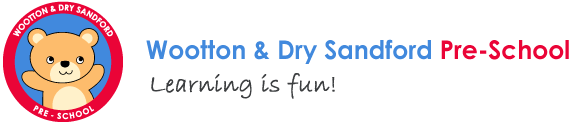 WOOTTON & DRY SANDFORD
PRE - SCHOOL
Wootton & Dry Sandford Pre-School
Learning is fun!